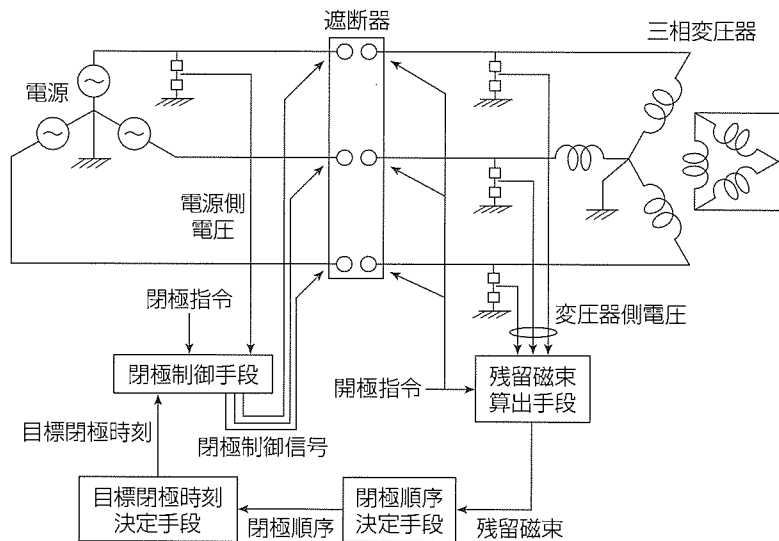 遮断器
三相変圧器
電源
電源側
電圧
閉極指令
変圧器側電圧
閉極制御手段
開極指令
残留磁束
算出手段
目標閉極時刻
閉極制御信号
目標閉極時刻
決定手段
閉極順序
閉極順序
決定手段
残留磁束